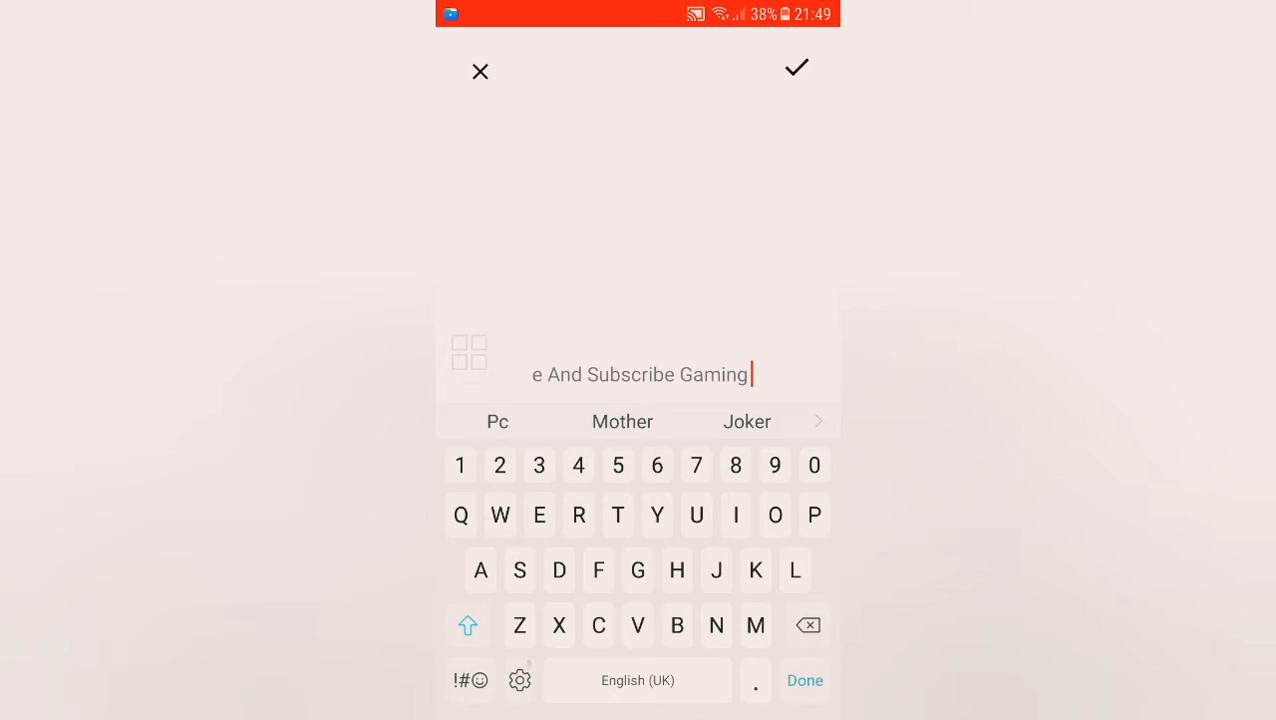 38% 21:49
e And Subscribe Gaming
Pc Mother Joker
1 2 3 4 5 6 7 8 9 0
Q W E R T Y U I O P
A S D F G H J K L
Z X C V B N M
!#☺ English (UK) . Done